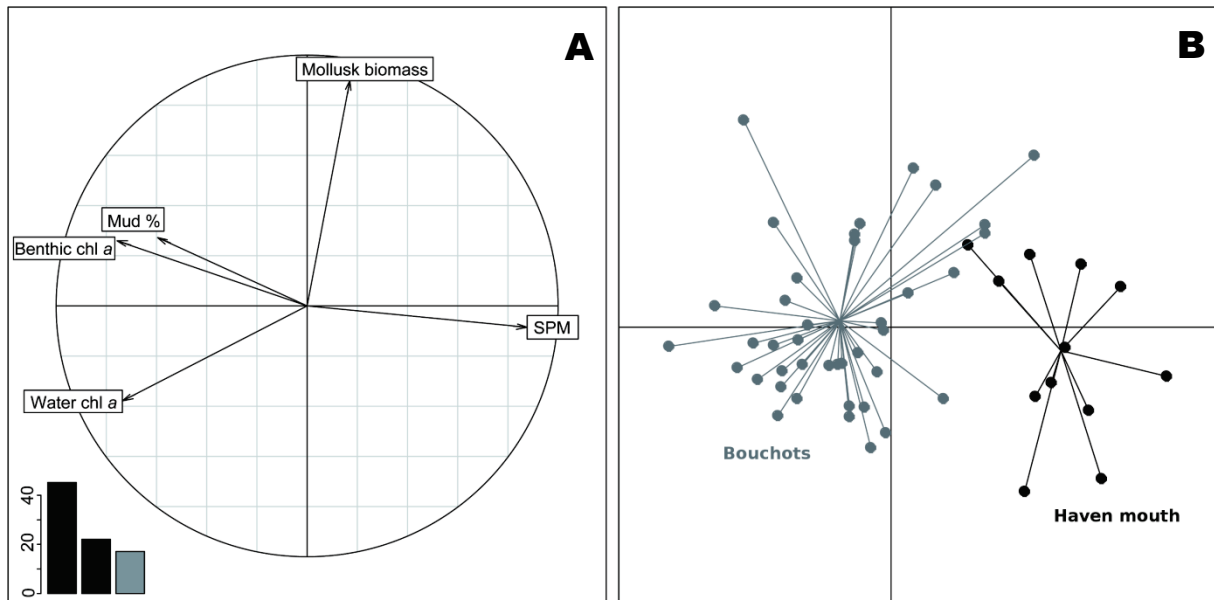 A
Mollusk biomass
Mud %
Benthic chl a
SPM
Water chl a
40
20
0
B
Bouchots
Haven mouth